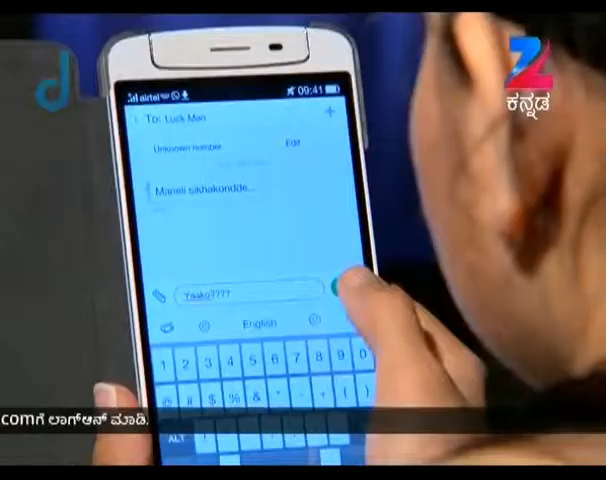 ಕನ್ನಡ
airtel 09:41
To: Luck Man
Unknown number Edit
Maneli sikhakondde...
Yaako????
English
1 2 3 4 5 6 7 8 9 0
@ # $ % & * - + ( )
.comಗೆ ಲಾಗ್ಆನ್ ಮಾಡಿ.
ALT